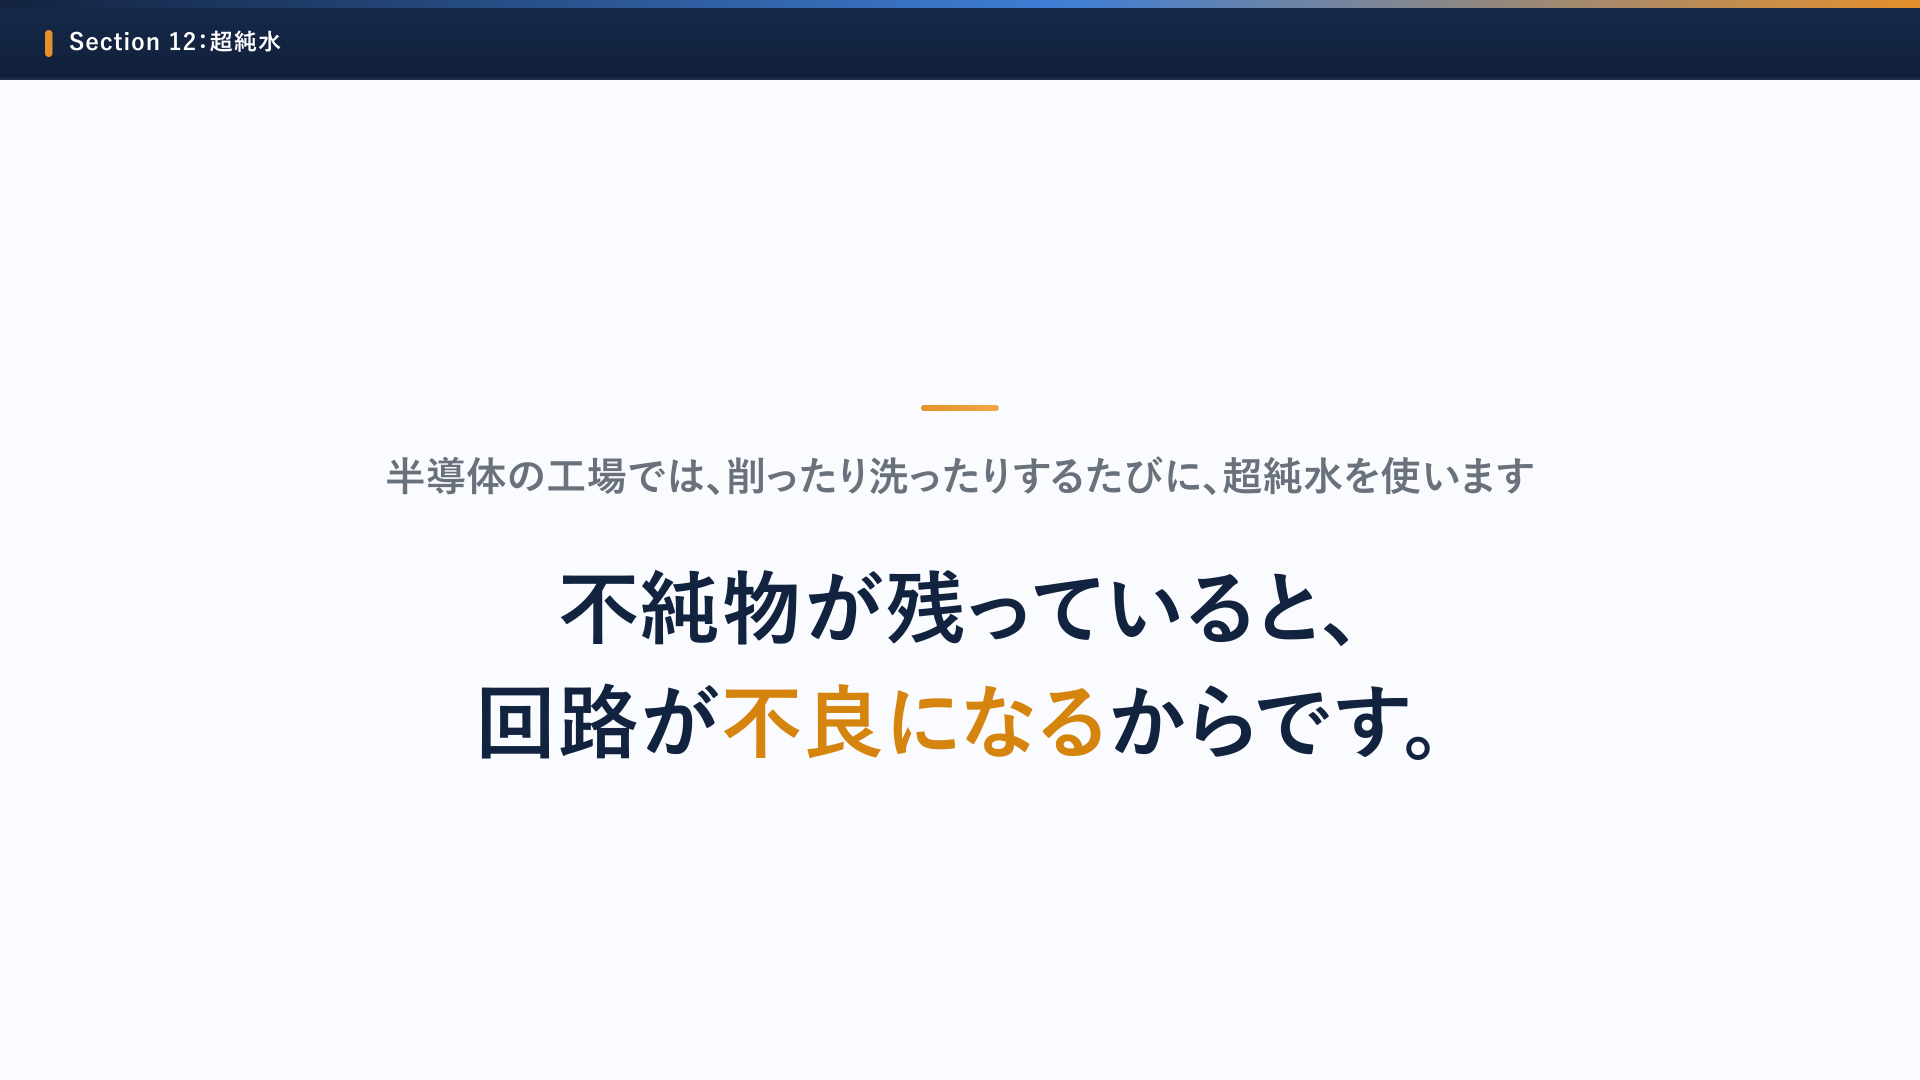 Section 12：超純水
半導体の工場では、削ったり洗ったりするたびに、超純水を使います
不純物が残っていると、
回路が不良になるからです。